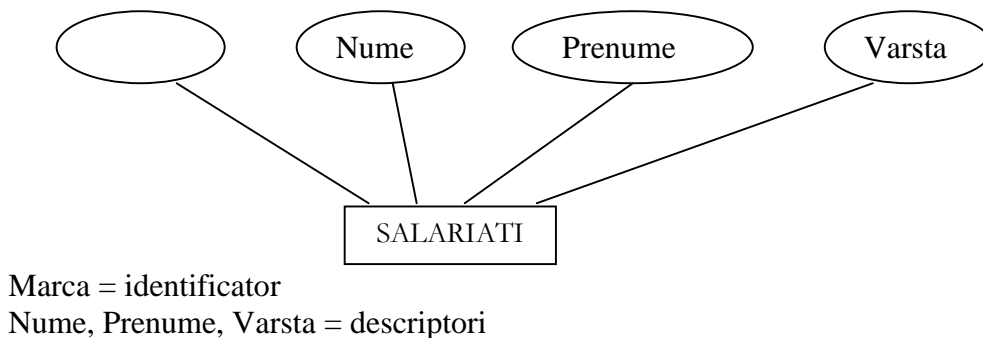 Nume
Prenume
Varsta
SALARIATI
Marca = identificator
Nume, Prenume, Varsta = descriptori